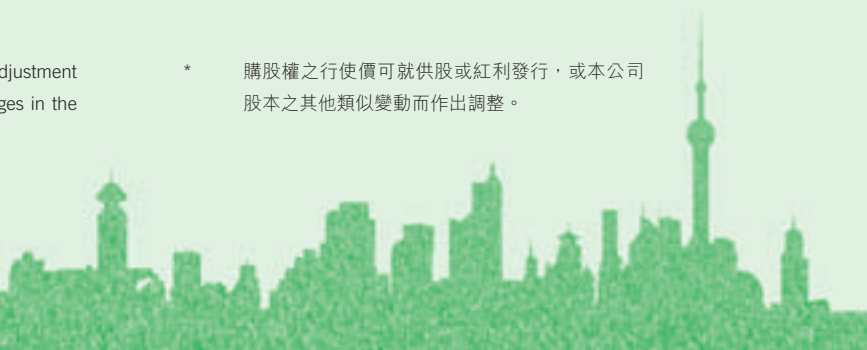 djustment
ges in the
* 購股權之行使價可就供股或紅利發行，或本公司
股本之其他類似變動而作出調整。